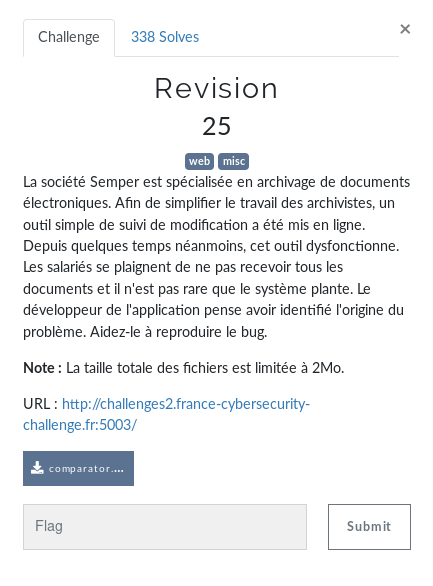 Challenge
338 Solves
×
Revision
25
web misc
La société Semper est spécialisée en archivage de documents
électroniques. Afin de simplifier le travail des archivistes, un
outil simple de suivi de modification a été mis en ligne.
Depuis quelques temps néanmoins, cet outil dysfonctionne.
Les salariés se plaignent de ne pas recevoir tous les
documents et il n'est pas rare que le système plante. Le
développeur de l'application pense avoir identifié l'origine du
problème. Aidez-le à reproduire le bug.
Note : La taille totale des fichiers est limitée à 2Mo.
URL : http://challenges2.france-cybersecurity-
challenge.fr:5003/
comparator....
Flag
Submit